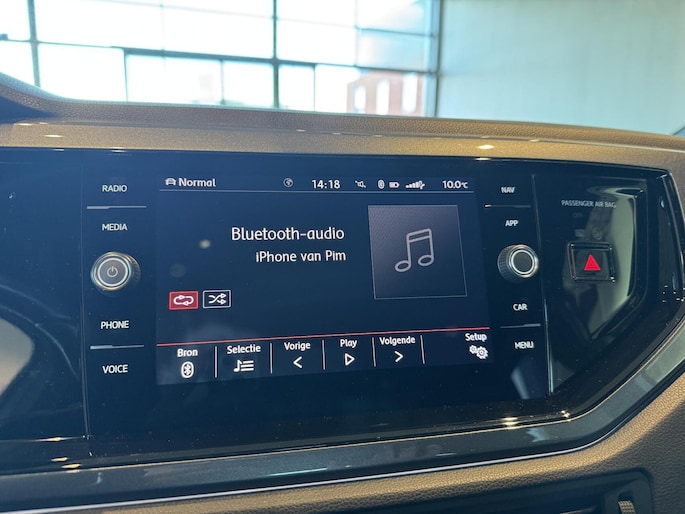 RADIO
MEDIA
PHONE
VOICE
Normal
14:18
10.0°C
Bluetooth-audio
iPhone van Pim
Bron
Selectie
Vorige
Play
Volgende
Setup
NAV
APP
CAR
MENU
PASSENGER AIR BAG